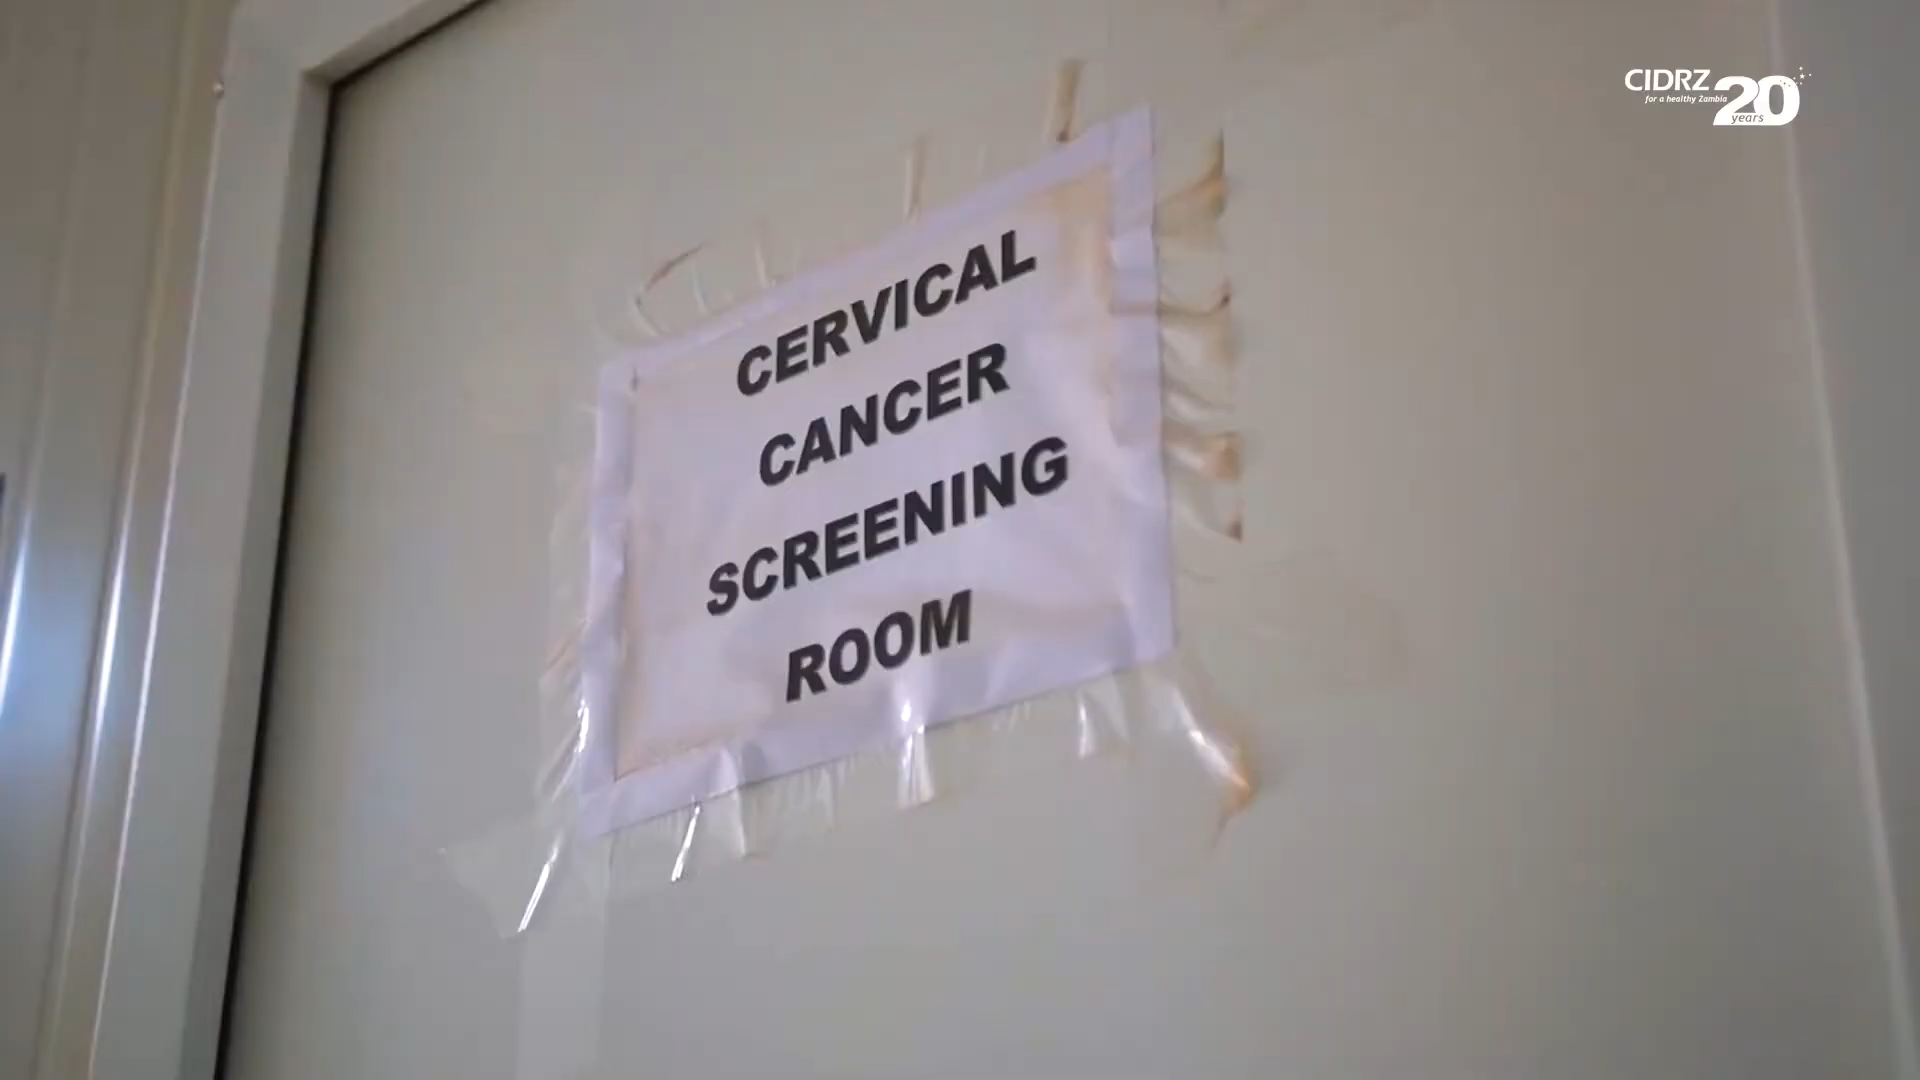 CERVICAL
CANCER
SCREENING
ROOM
CIDRZ
for a healthy Zambia
20
years